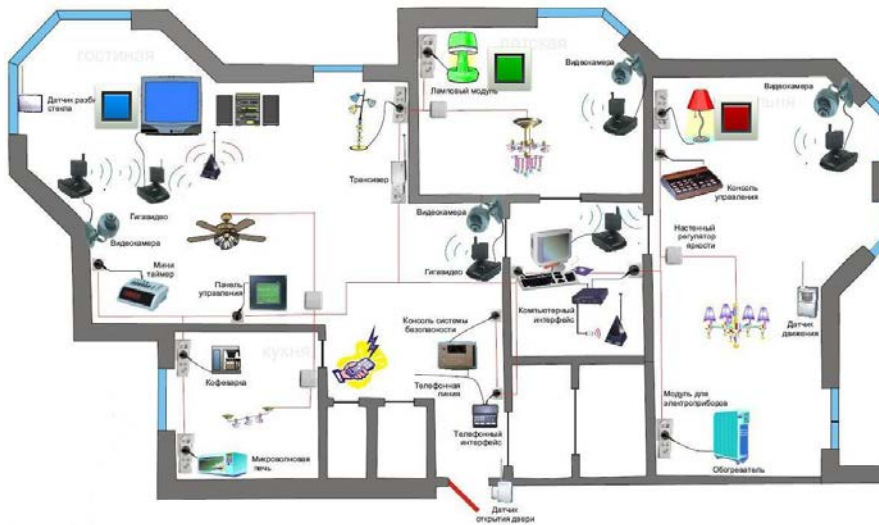 гостиная
детская
Датчик разби
стекла
Видеокамера
Видеокамера
Ламповый модуль
Трансивер
Консоль
управления
Гигавидео
Видеокамера
Видеокамера
Настенный
регулятор
яркости
Мини
таймер
Панель
управления
Гигавидео
Компьютерный
интерфейс
Консоль системы
безопасности
Датчик
движения
кухня
Кофеварка
Телефонная
линия
Модуль для
электроприборов
Телефонный
интерфейс
Микроволновая
печь
Обогреватель
Датчик
открытия двери